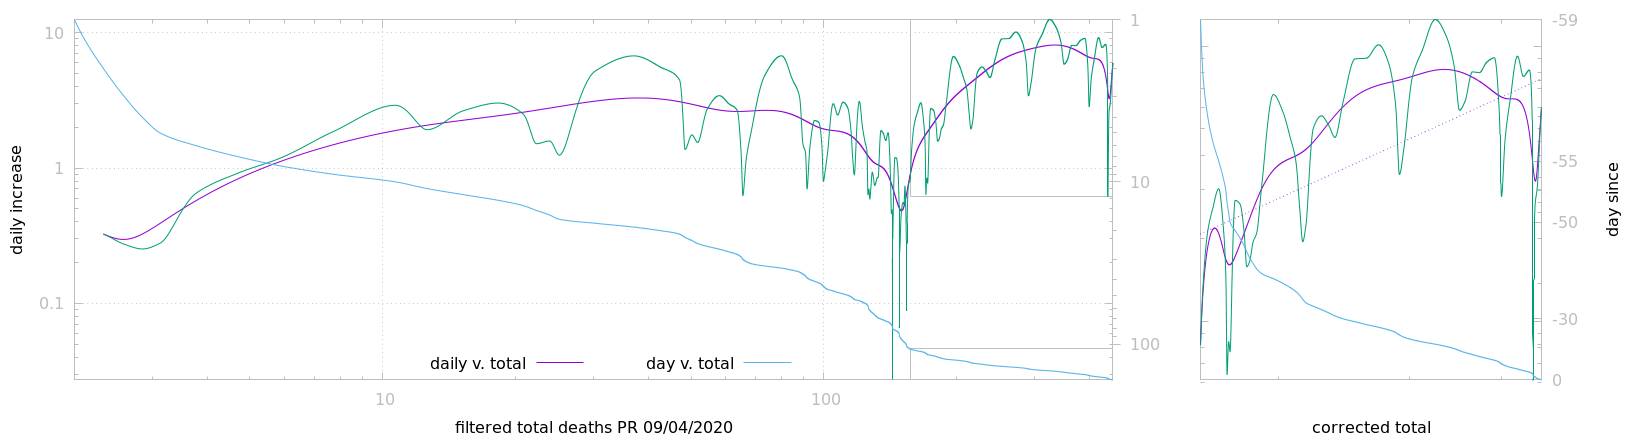 10
1
0.1
daily increase
daily v. total
day v. total
10
100
filtered total deaths PR 09/04/2020
1
10
100
-59
-55
-50
-30
0
day since
corrected total